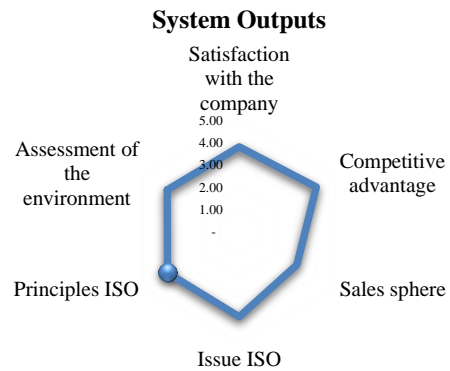 System Outputs
Satisfaction
with the
company
5.00
4.00
3.00
2.00
1.00
-
Competitive
advantage
Sales sphere
Issue ISO
Principles ISO
Assessment of
the
environment